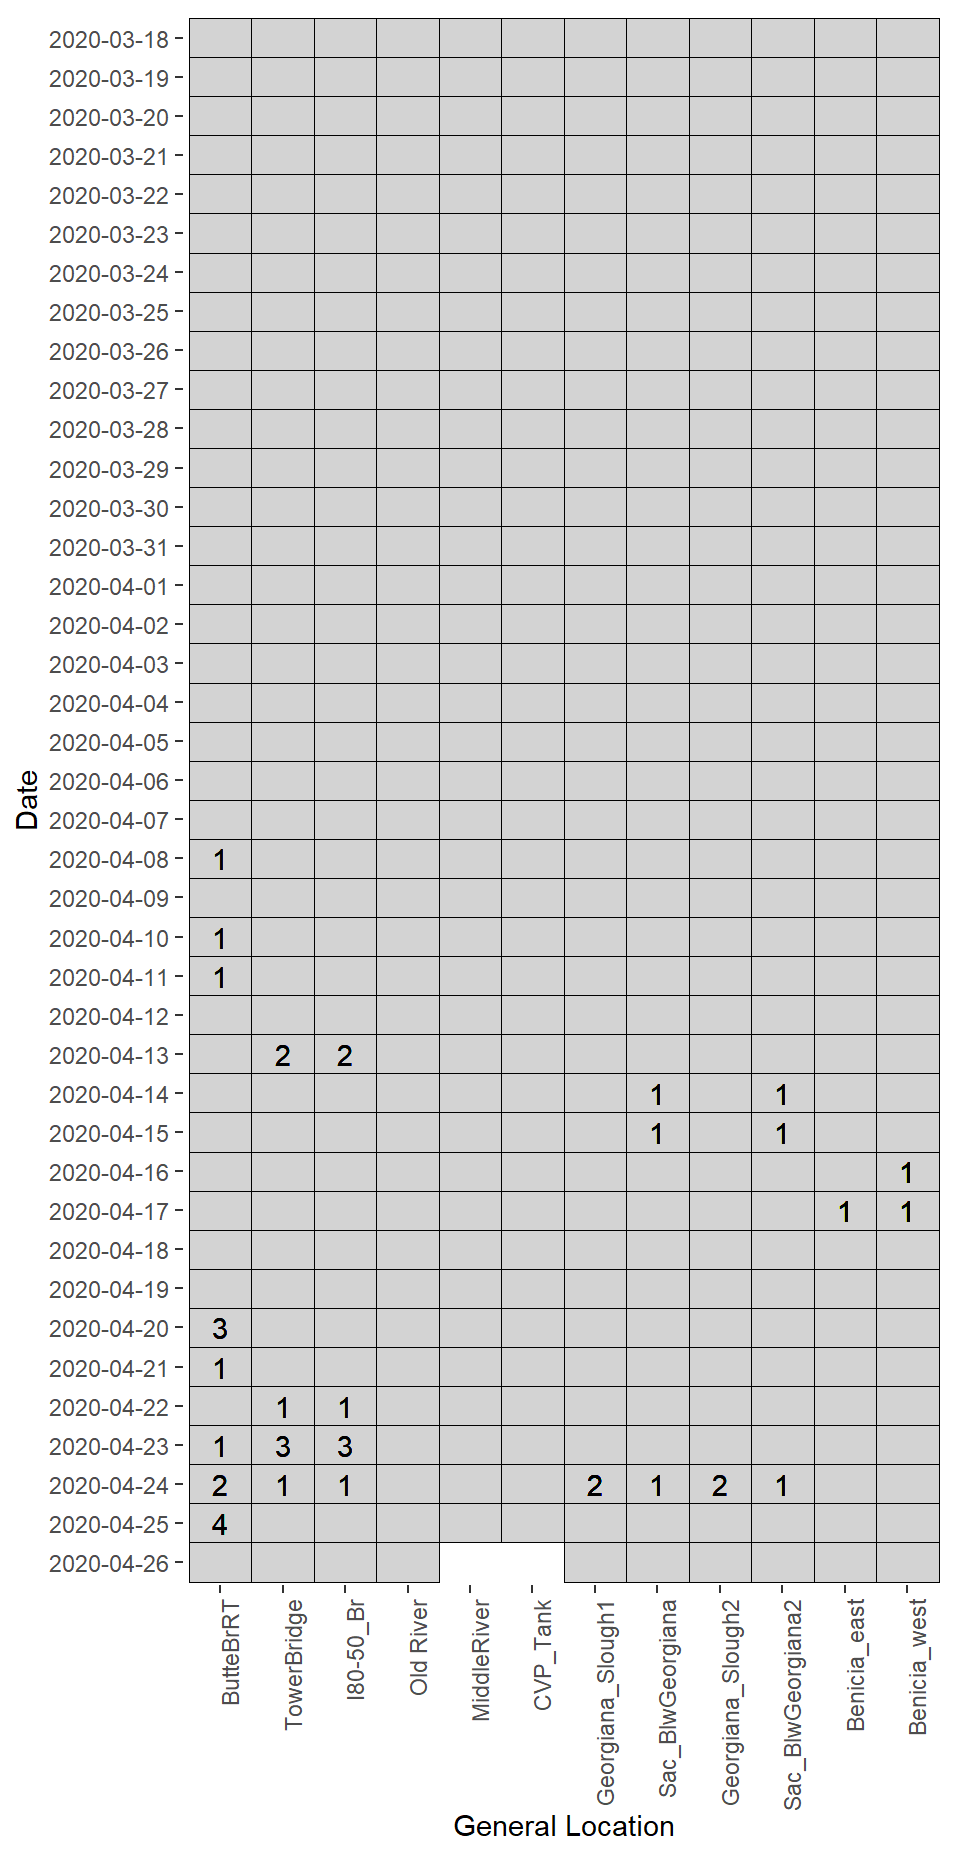 2020-03-18
2020-03-19
2020-03-20
2020-03-21
2020-03-22
2020-03-23
2020-03-24
2020-03-25
2020-03-26
2020-03-27
2020-03-28
2020-03-29
2020-03-30
2020-03-31
2020-04-01
2020-04-02
2020-04-03
2020-04-04
2020-04-05
2020-04-06
2020-04-07
2020-04-08 1
2020-04-09
2020-04-10 1
2020-04-11 1
2020-04-12
2020-04-13 2 2
2020-04-14 1 1
2020-04-15 1 1
2020-04-16 1
2020-04-17 1 1
2020-04-18
2020-04-19
2020-04-20 3
2020-04-21 1
2020-04-22 1 1
2020-04-23 1 3 3
2020-04-24 2 1 1 2 1 2 1
2020-04-25 4
2020-04-26
Date
ButteBrRT
TowerBridge
I80-50_Br
Old River
MiddleRiver
CVP_Tank
Georgiana_Slough1
Sac_BlwGeorgiana
Georgiana_Slough2
Sac_BlwGeorgiana2
Benicia_east
Benicia_west
General Location